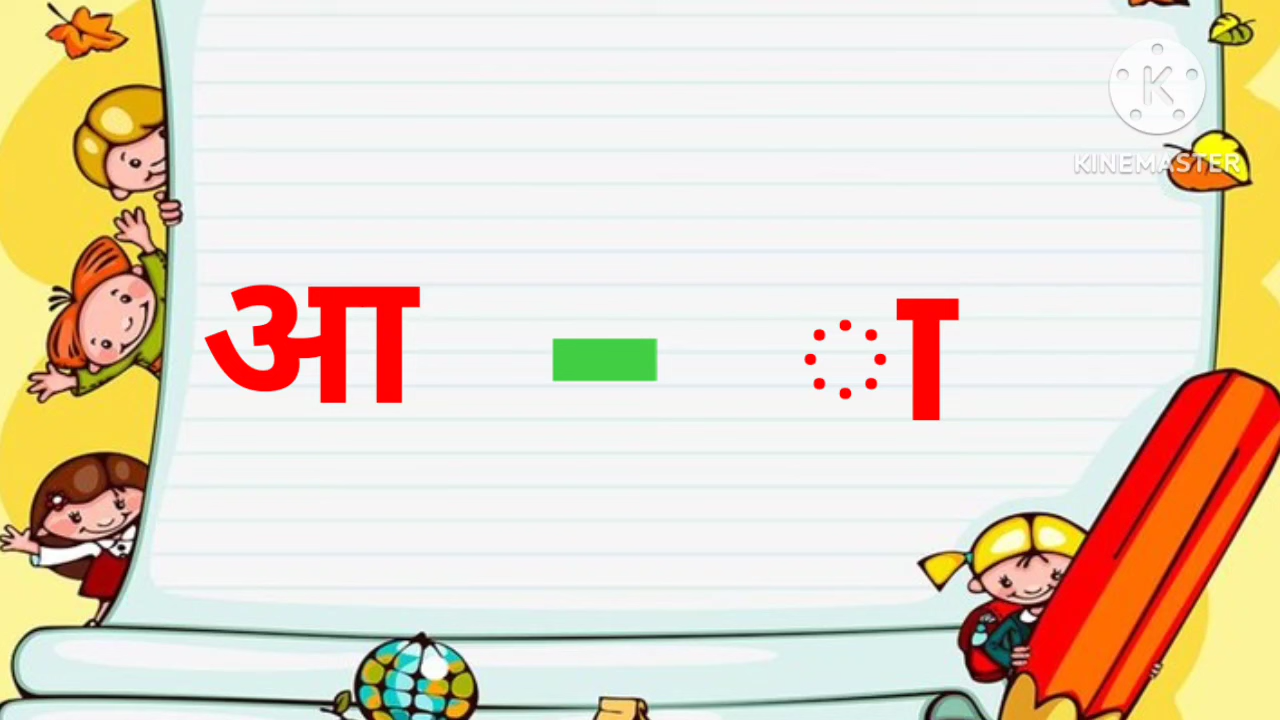 K
KINEMASTER
आ - ा